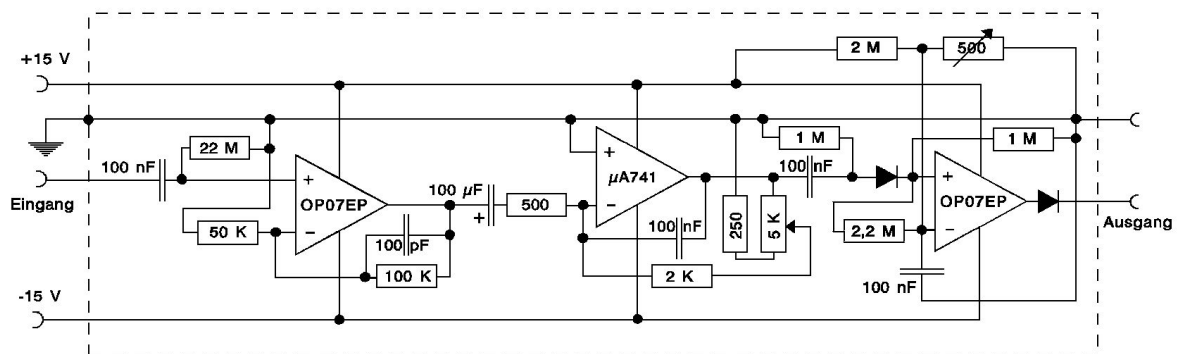 +15 V
2 M
500
22 M
1 M
1 M
100 nF
+
+
100 nF
+
µA741
OP07EP
100 µF
OP07EP
Eingang
+
500
−
250
5 K
Ausgang
50 K
−
100 pF
100 nF
2,2 M
−
100 K
2 K
100 nF
-15 V